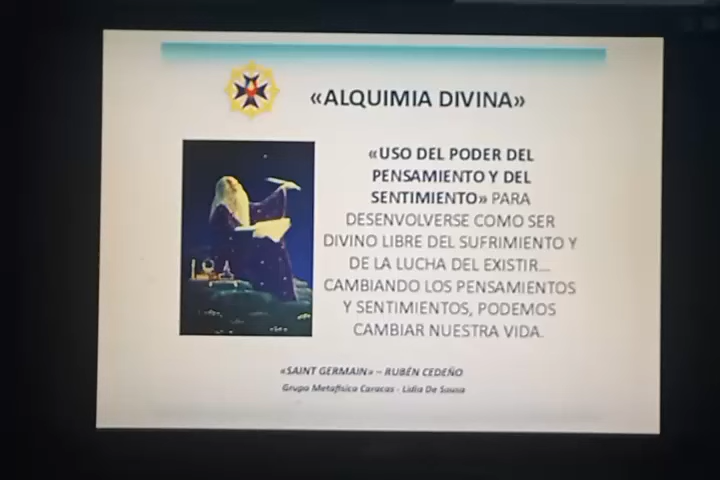 «ALQUIMIA DIVINA»
«USO DEL PODER DEL
PENSAMIENTO Y DEL
SENTIMIENTO» PARA
DESENVOLVERSE COMO SER
DIVINO LIBRE DEL SUFRIMIENTO Y
DE LA LUCHA DEL EXISTIR...
CAMBIANDO LOS PENSAMIENTOS
Y SENTIMIENTOS, PODEMOS
CAMBIAR NUESTRA VIDA.
«SAINT GERMAIN» – RUBÉN CEDEÑO
Grupo Metafísico Caracas - Lidia De Sousa